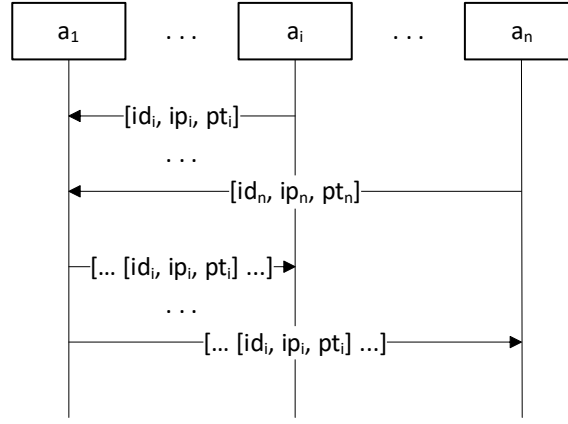 a₁ . . . aᵢ . . . aₙ
[idᵢ, ipᵢ, ptᵢ]
. . .
[idₙ, ipₙ, ptₙ]
[... [idᵢ, ipᵢ, ptᵢ] ...]
. . .
[... [idᵢ, ipᵢ, ptᵢ] ...]